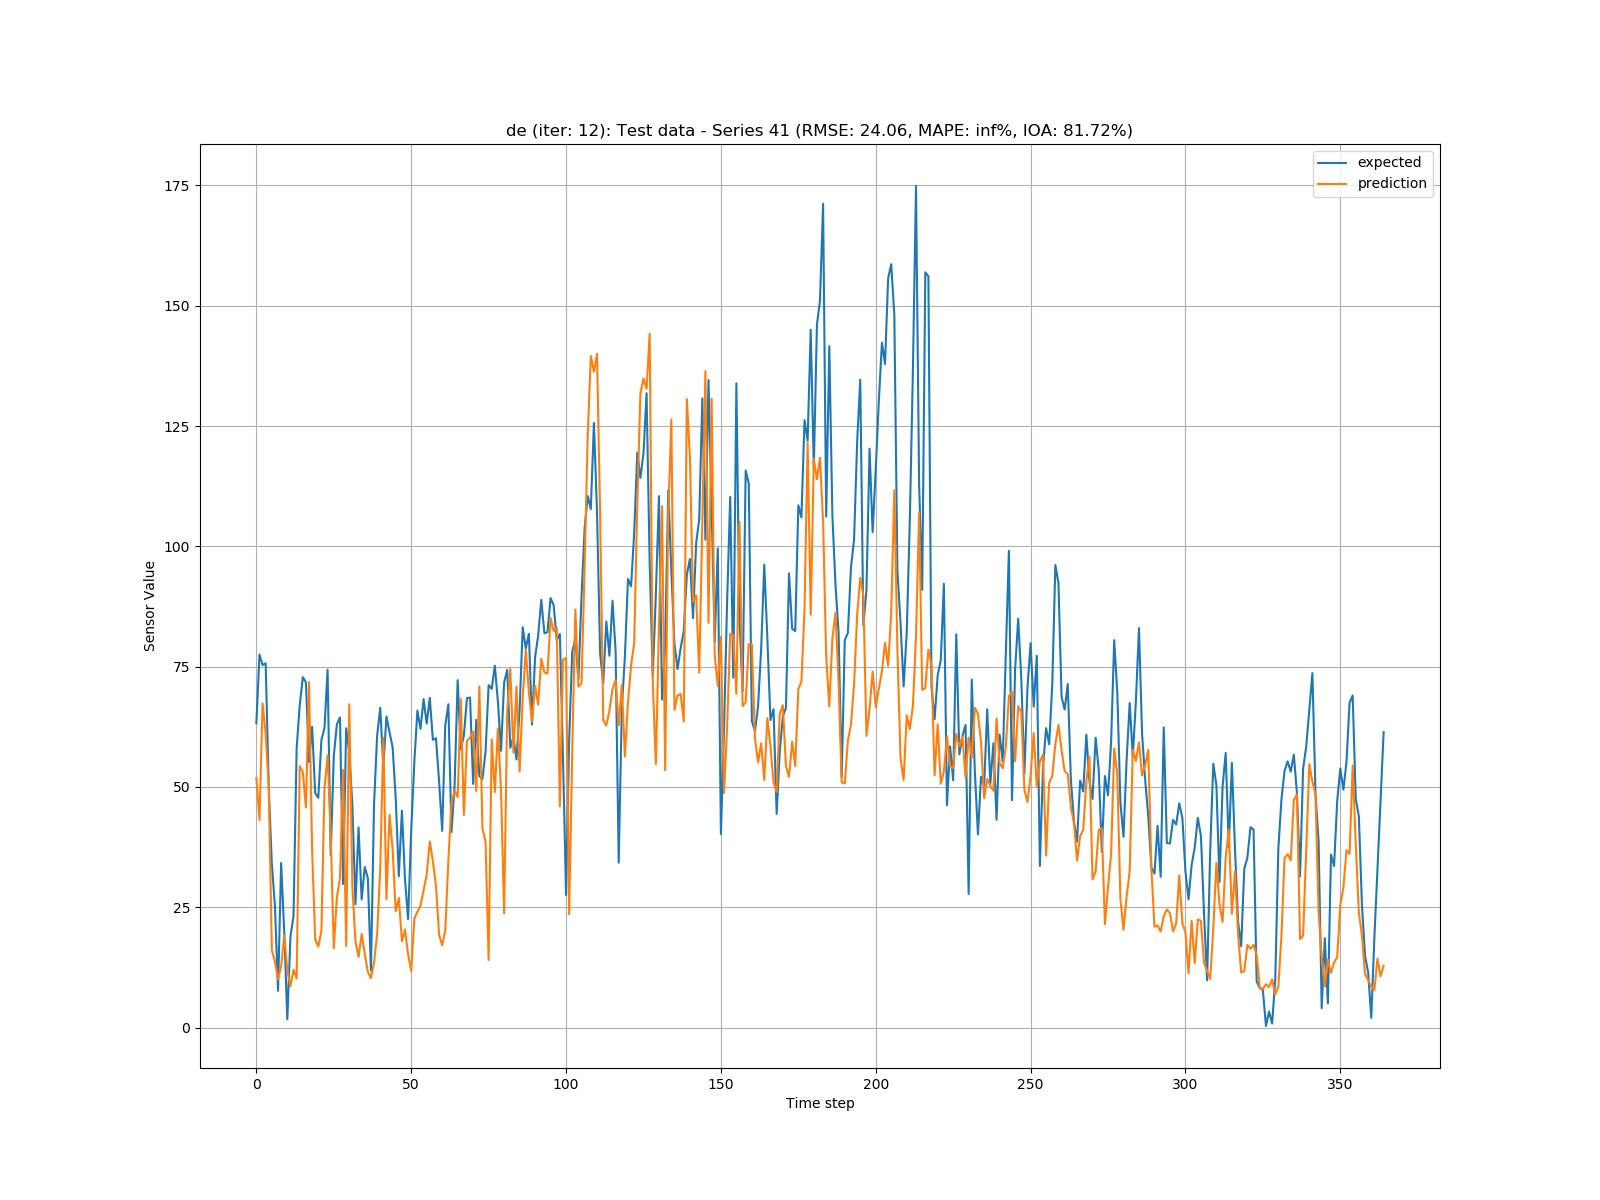 de (iter: 12): Test data - Series 41 (RMSE: 24.06, MAPE: inf%, IOA: 81.72%)
expected
prediction
175
150
125
100
75
50
25
0
Sensor Value
0 50 100 150 200 250 300 350
Time step